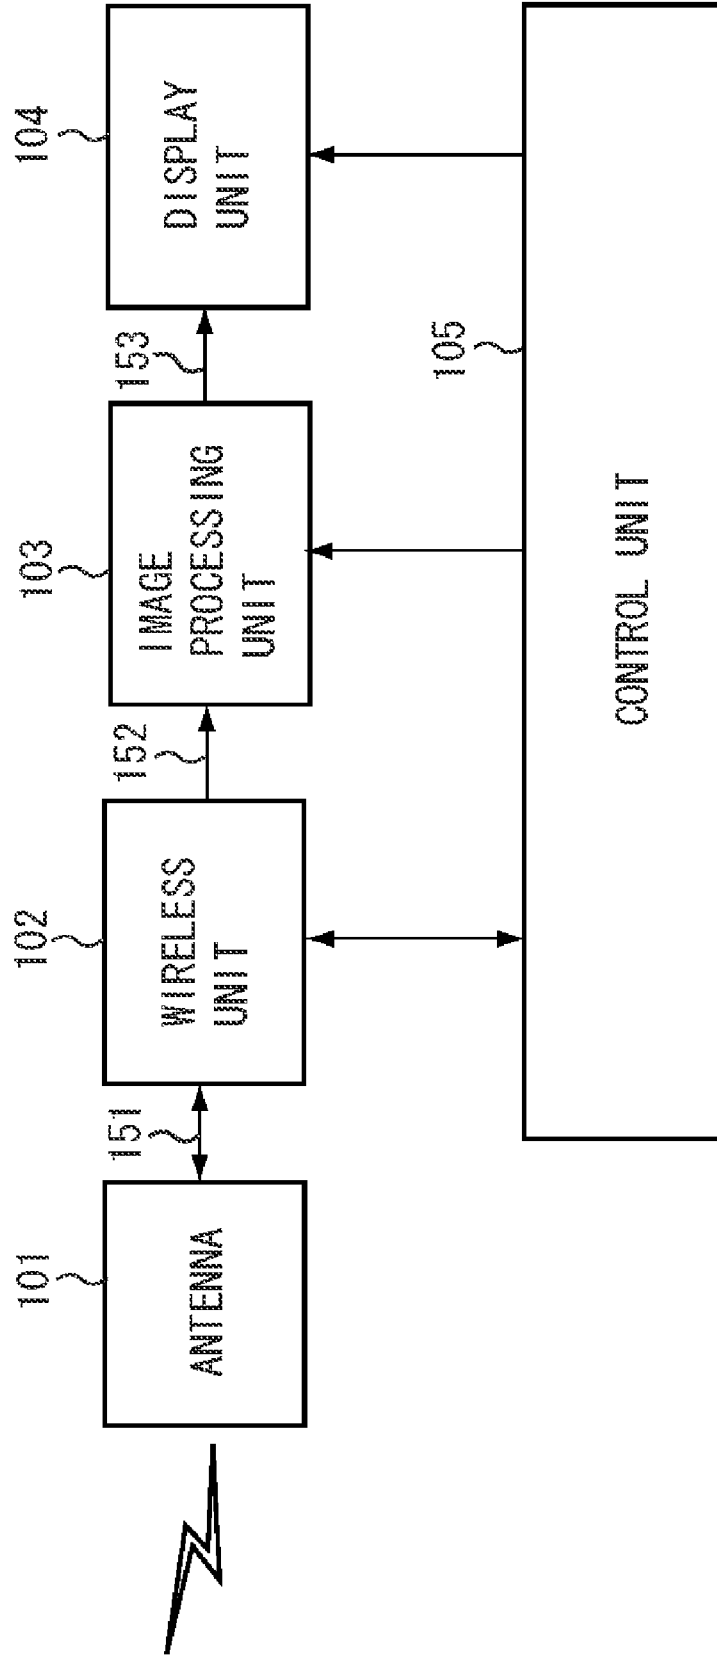 101
ANTENNA
151
102
WIRELESS
UNIT
152
103
IMAGE
PROCESSING
UNIT
153
104
DISPLAY
UNIT
105
CONTROL UNIT